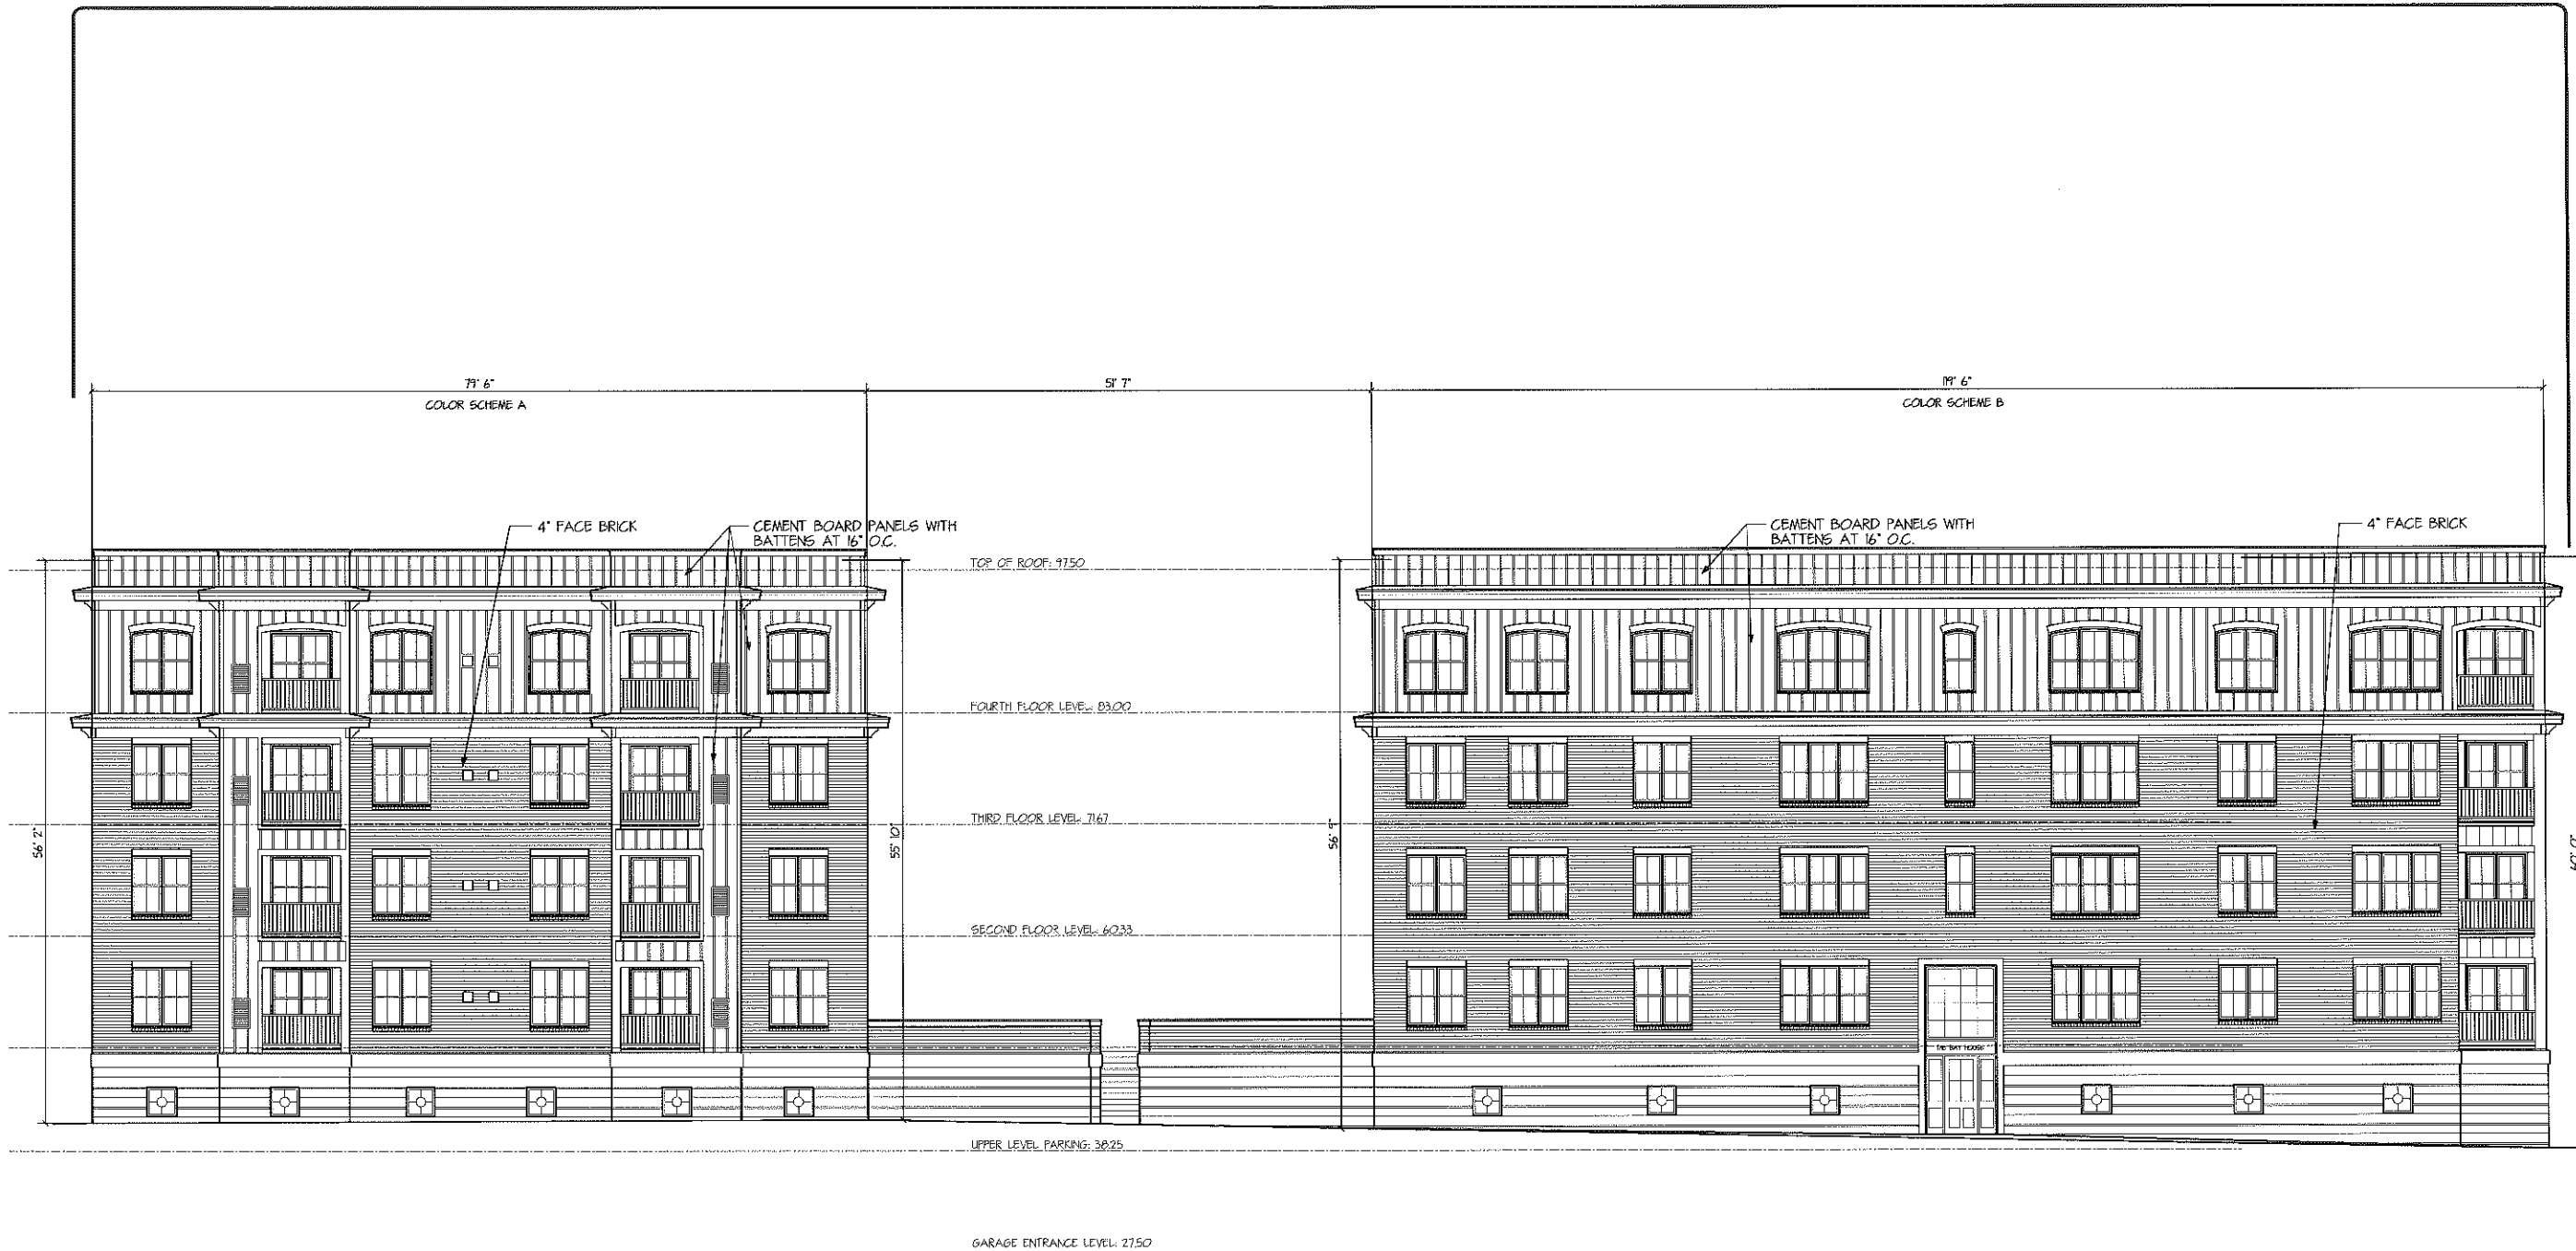 79' 6"
51' 7"
119' 6"
COLOR SCHEME A
COLOR SCHEME B
4" FACE BRICK
CEMENT BOARD PANELS WITH
BATTENS AT 16" O.C.
CEMENT BOARD PANELS WITH
BATTENS AT 16" O.C.
4" FACE BRICK
TOP OF ROOF: 97.50
FOURTH FLOOR LEVEL: 83.00
THIRD FLOOR LEVEL: 71.67
56' 2"
55' 10"
56' 9"
SECOND FLOOR LEVEL: 60.33
UPPER LEVEL PARKING: 38.25
GARAGE ENTRANCE LEVEL: 27.50